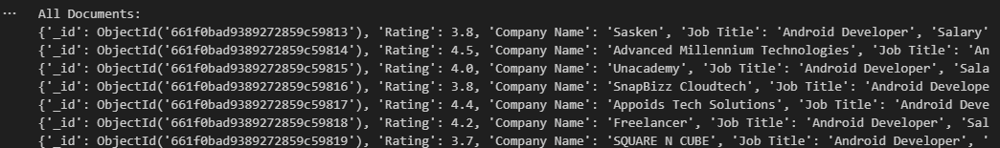 ... All Documents:
{'_id': ObjectId('661f0bad9389272859c59813'), 'Rating': 3.8, 'Company Name': 'Sasken', 'Job Title': 'Android Developer', 'Salary'
{'_id': ObjectId('661f0bad9389272859c59814'), 'Rating': 4.5, 'Company Name': 'Advanced Millennium Technologies', 'Job Title': 'An
{'_id': ObjectId('661f0bad9389272859c59815'), 'Rating': 4.0, 'Company Name': 'Unacademy', 'Job Title': 'Android Developer', 'Sala
{'_id': ObjectId('661f0bad9389272859c59816'), 'Rating': 3.8, 'Company Name': 'SnapBizz Cloudtech', 'Job Title': 'Android Develope
{'_id': ObjectId('661f0bad9389272859c59817'), 'Rating': 4.4, 'Company Name': 'Appoids Tech Solutions', 'Job Title': 'Android Deve
{'_id': ObjectId('661f0bad9389272859c59818'), 'Rating': 4.2, 'Company Name': 'Freelancer', 'Job Title': 'Android Developer', 'Sal
{'_id': ObjectId('661f0bad9389272859c59819'), 'Rating': 3.7, 'Company Name': 'SQUARE N CUBE', 'Job Title': 'Android Developer', '